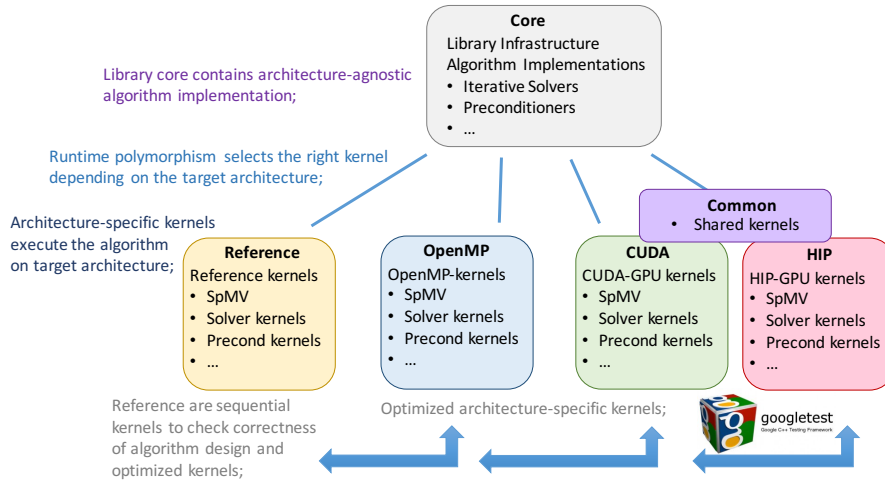 Core
Library Infrastructure
Algorithm Implementations
• Iterative Solvers
• Preconditioners
• ...
Library core contains architecture-agnostic
algorithm implementation;
Runtime polymorphism selects the right kernel
depending on the target architecture;
Architecture-specific kernels
execute the algorithm
on target architecture;
Common
• Shared kernels
Reference
Reference kernels
• SpMV
• Solver kernels
• Precond kernels
• ...
OpenMP
OpenMP-kernels
• SpMV
• Solver kernels
• Precond kernels
• ...
CUDA
CUDA-GPU kernels
• SpMV
• Solver kernels
• Precond kernels
• ...
HIP
HIP-GPU kernels
• SpMV
• Solver kernels
• Precond kernels
• ...
Reference are sequential
kernels to check correctness
of algorithm design and
optimized kernels;
Optimized architecture-specific kernels;
googletest
Google C++ Testing Framework